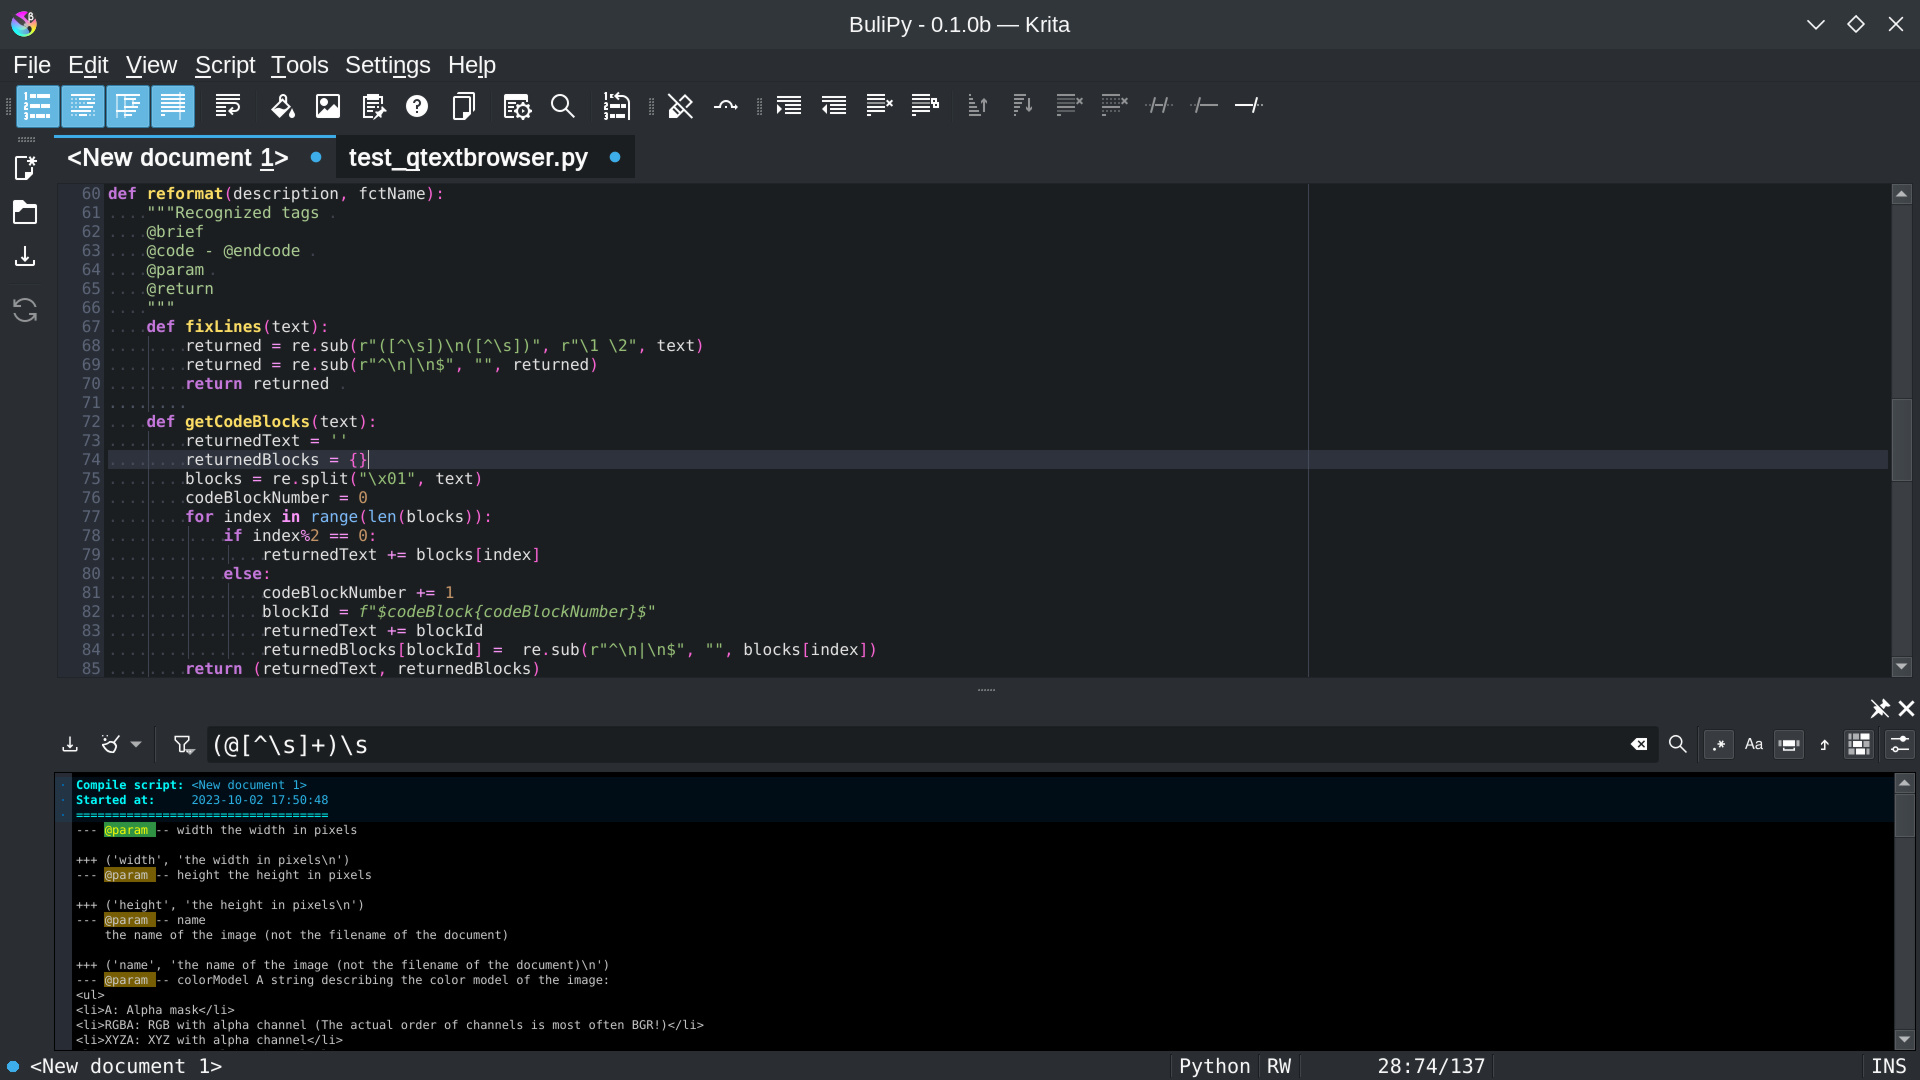 BuliPy - 0.1.0b — Krita
File Edit View Script Tools Settings Help
<New document 1> test_qtextbrowser.py
60 def reformat(description, fctName):
61 """Recognized tags
62 @brief
63 @code - @endcode
64 @param
65 @return
66 """
67 def fixLines(text):
68 returned = re.sub(r"([^\s])\n([^\s])", r"\1 \2", text)
69 returned = re.sub(r"^\n|\n$", "", returned)
70 return returned
71
72 def getCodeBlocks(text):
73 returnedText = ''
74 returnedBlocks = {}
75 blocks = re.split("\x01", text)
76 codeBlockNumber = 0
77 for index in range(len(blocks)):
78 if index%2 == 0:
79 returnedText += blocks[index]
80 else:
81 codeBlockNumber += 1
82 blockId = f"$codeBlock{codeBlockNumber}$"
83 returnedText += blockId
84 returnedBlocks[blockId] =  re.sub(r"^\n|\n$", "", blocks[index])
85 return (returnedText, returnedBlocks)
(@[^\s]+)\s .* Aa
Compile script: <New document 1>
Started at: 2023-10-02 17:50:48
===================================
--- @param -- width the width in pixels
+++ ('width', 'the width in pixels\n')
--- @param -- height the height in pixels
+++ ('height', 'the height in pixels\n')
--- @param -- name
the name of the image (not the filename of the document)
+++ ('name', 'the name of the image (not the filename of the document)\n')
--- @param -- colorModel A string describing the color model of the image:
<ul>
<li>A: Alpha mask</li>
<li>RGBA: RGB with alpha channel (The actual order of channels is most often BGR!)</li>
<li>XYZA: XYZ with alpha channel</li>
<New document 1> Python RW 28:74/137 INS